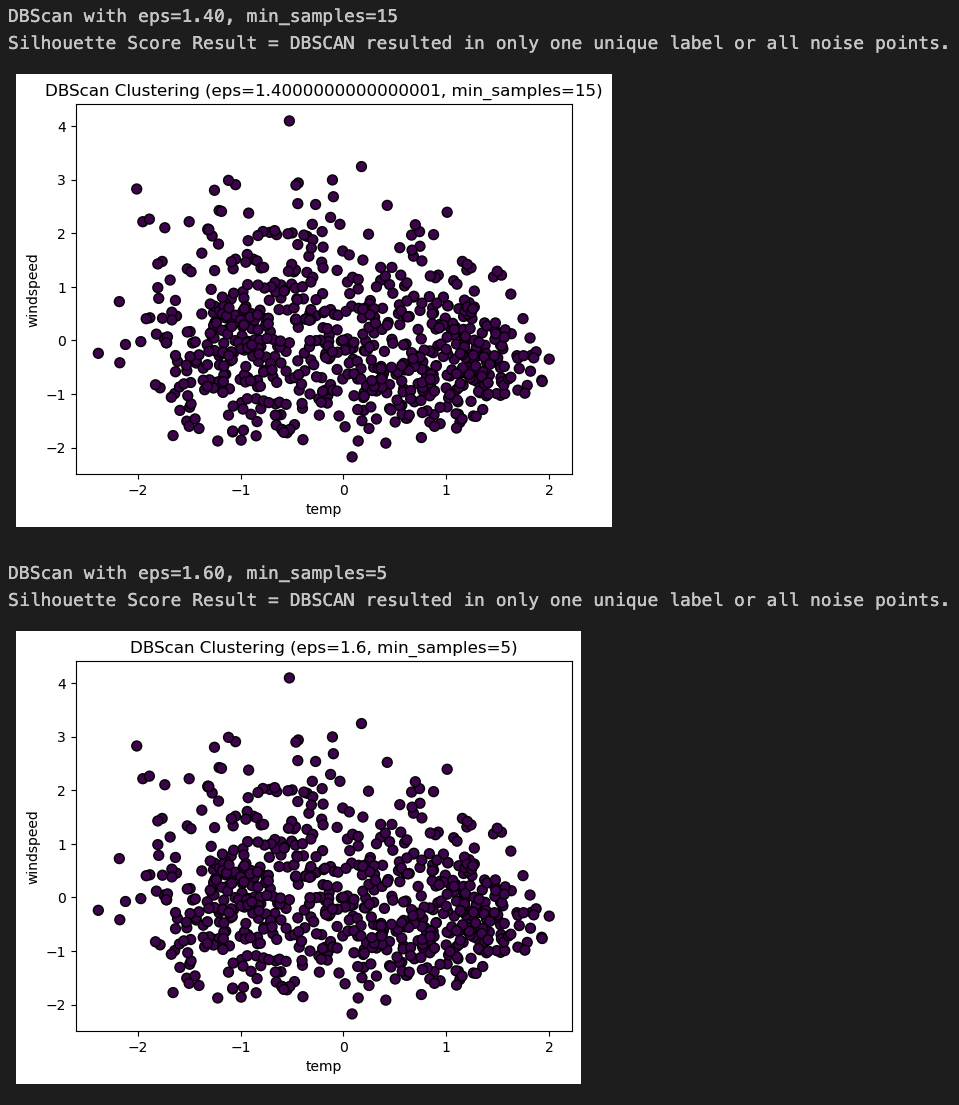 DBScan with eps=1.40, min_samples=15
Silhouette Score Result = DBSCAN resulted in only one unique label or all noise points.
DBScan Clustering (eps=1.4000000000000001, min_samples=15)
4
3
2
1
0
−1
−2
windspeed
−2 −1 0 1 2
temp
DBScan with eps=1.60, min_samples=5
Silhouette Score Result = DBSCAN resulted in only one unique label or all noise points.
DBScan Clustering (eps=1.6, min_samples=5)
4
3
2
1
0
−1
−2
windspeed
−2 −1 0 1 2
temp